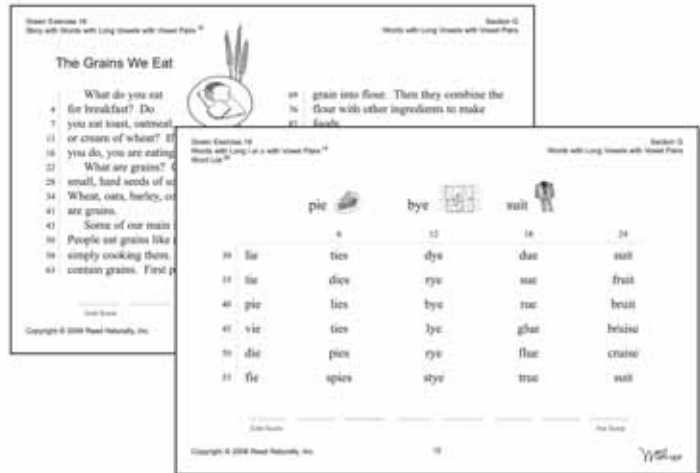 Green Exercise 19
Story with Words with Long Vowels with Vowel Pairs
Section G
Words with Long Vowels with Vowel Pairs
The Grains We Eat
What do you eat
4 for breakfast? Do
7 you eat toast, oatmeal
11 or cream of wheat? If
16 you do, you are eating
22 What are grains?
28 small, hard seeds of
34 Wheat, oats, barley,
41 are grains.
43 Some of our main
50 People eat grains like
56 simply cooking them.
63 contain grains. First
69 grain into flour. Then they combine the
76 flour with other ingredients to make
foods.
Copyright © 2008 Read Naturally, Inc.
Green Exercise 19
Words with Long i or u with Vowel Pairs
Word List
Section G
Words with Long Vowels with Vowel Pairs
pie bye suit
6 12 18 24
30 lie ties dye due suit
35 tie dies rye sue fruit
40 pie lies bye rue bruit
45 vie ties lye glue bruise
50 die pies rye flue cruise
55 fie spies stye true suit
Cold Score Hot Score
Copyright © 2008 Read Naturally, Inc.